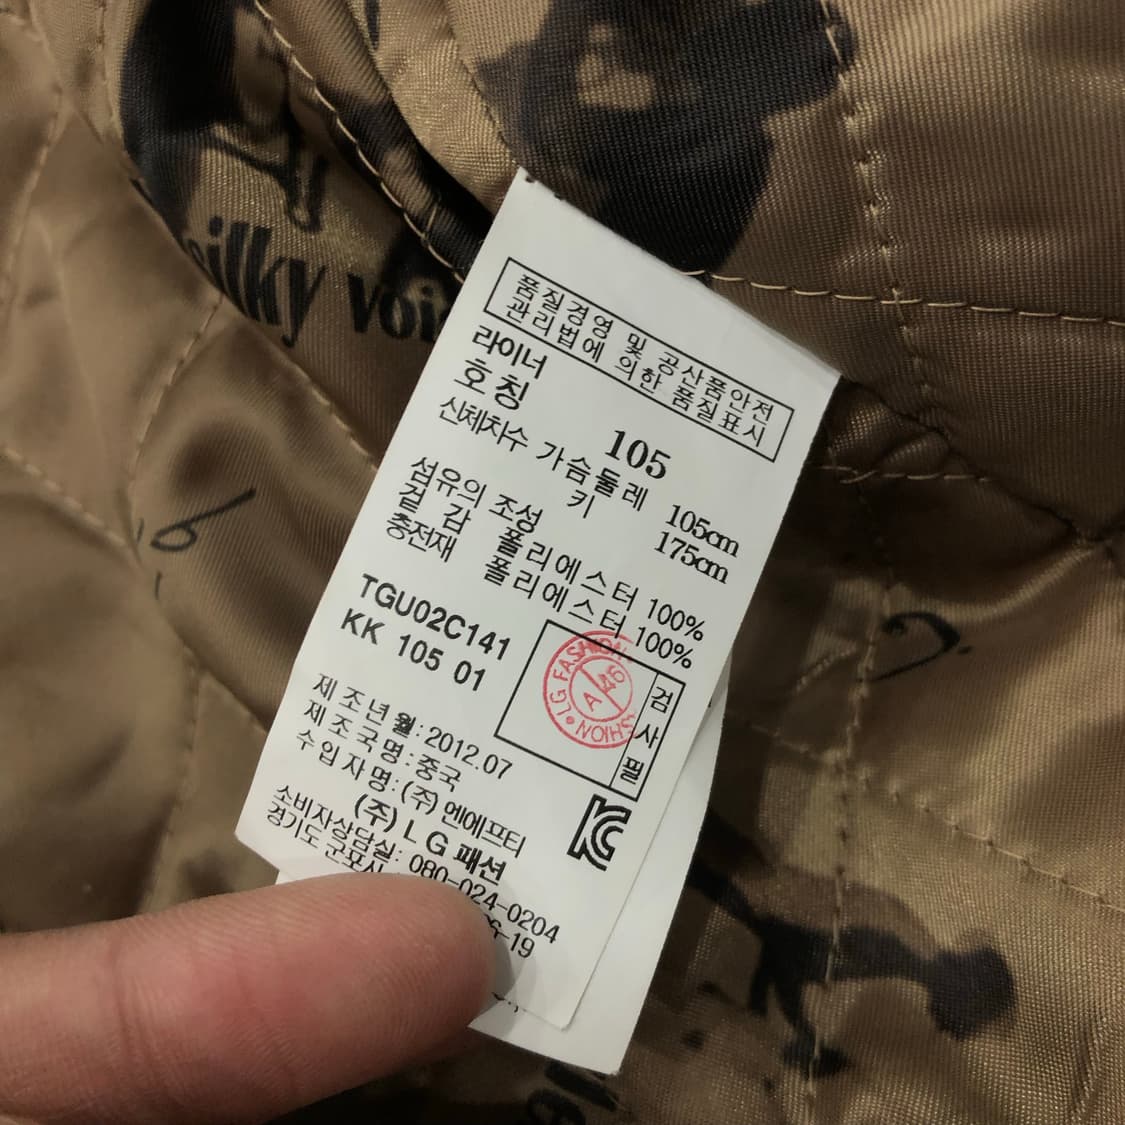 품질경영 및 공산품안전
관리법에 의한 품질표시
라이너
호칭 105
신체치수 가슴둘레 105cm
키 175cm
섬유의 조성
겉 감 폴리에스터 100%
충전재 폴리에스터 100%
TGU02C141
KK 105 01
LG FASHION
A 46
검사필
제조년월:2012.07
제조국명:중국
수입자명:(주)엔에프티
(주)LG패션
소비자상담실: 080-024-0204
경기도 군포시
-19
KC
voi